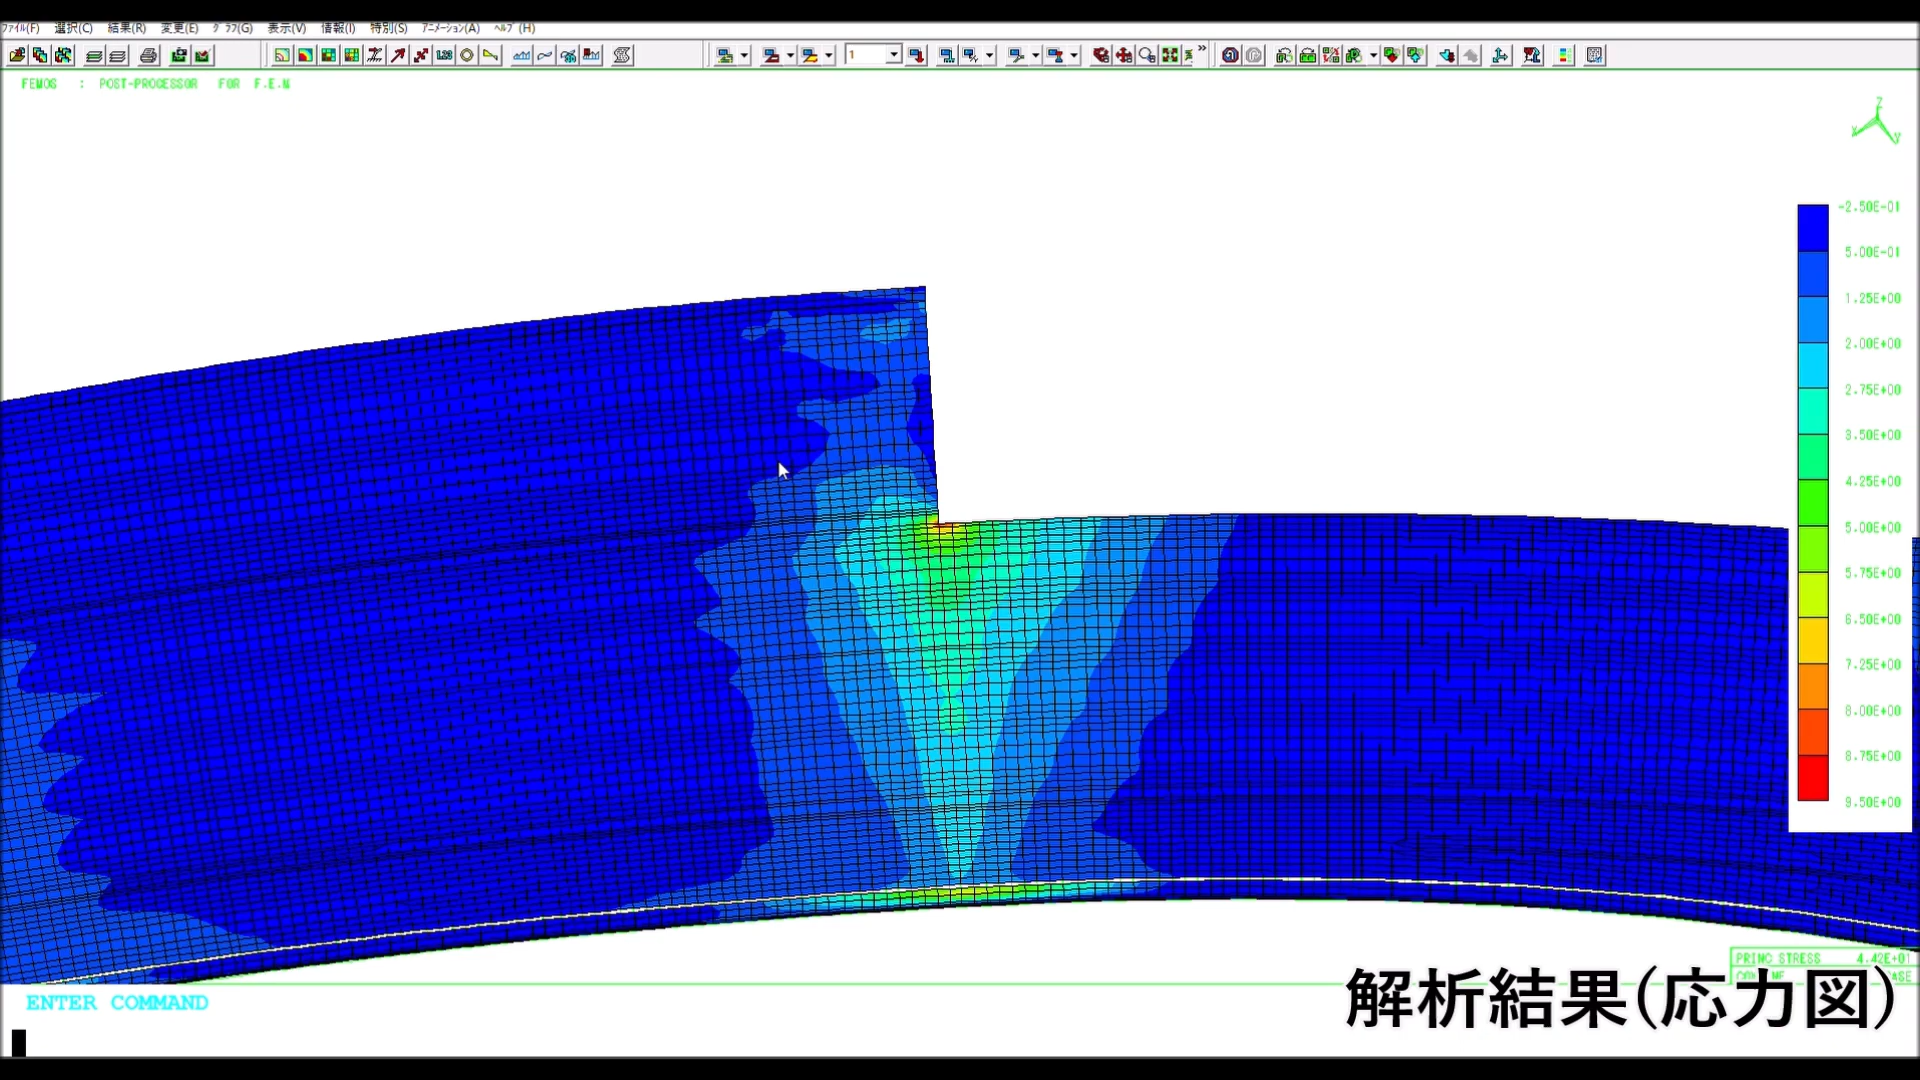 ファイル(F) 選択(C) 結果(R) 変更(E) グラフ(G) 表示(V) 情報(I) 特別(S) アニメーション(A) ヘルプ(H)
1
FEMOS : POST-PROCESSOR FOR F.E.M
Z
X Y
-2.50E-01
5.00E-01
1.25E+00
2.00E+00
2.75E+00
3.50E+00
4.25E+00
5.00E+00
5.75E+00
6.50E+00
7.25E+00
8.00E+00
8.75E+00
9.50E+00
PRINC STRESS 4.42E+01
ENTER COMMAND
解析結果(応力図)